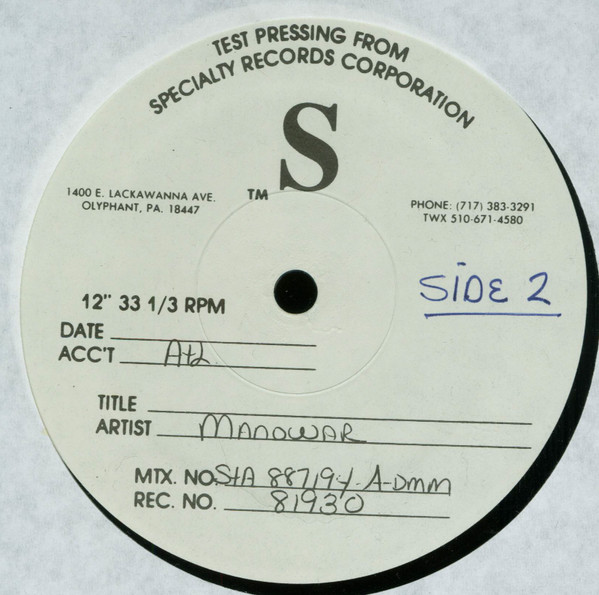 TEST PRESSING FROM
SPECIALTY RECORDS CORPORATION
S
TM
1400 E. LACKAWANNA AVE.
OLYPHANT, PA. 18447
PHONE: (717) 383-3291
TWX 510-671-4580
SIDE 2
12" 33 1/3 RPM
DATE
ACC'T Atl
TITLE
ARTIST MANOWAR
MTX. NO. StA 88719-Y-A-DMM
REC. NO. 81930